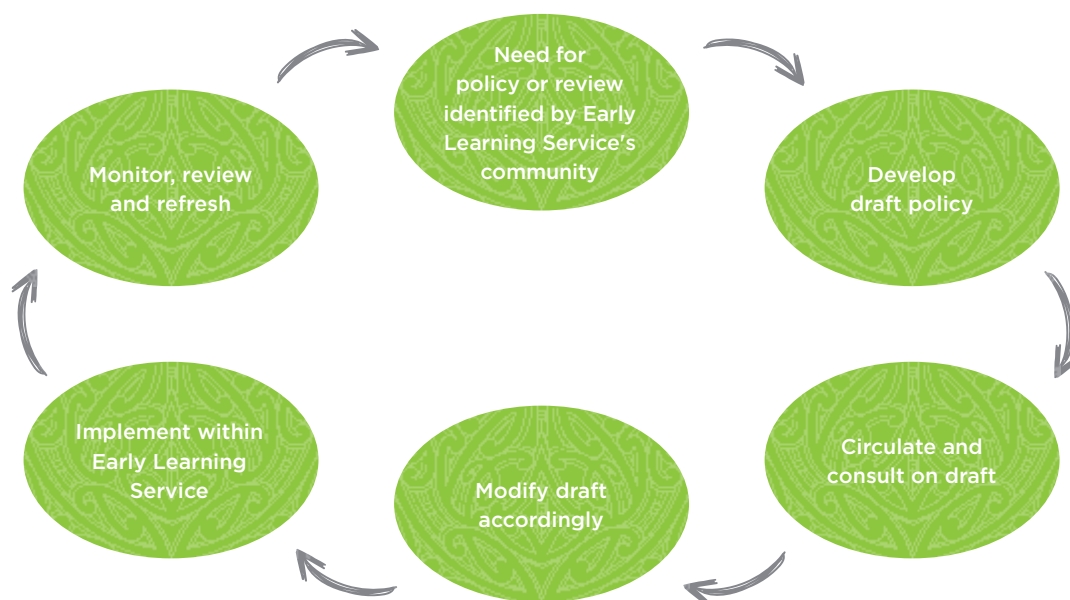 Need for
policy or review
identified by Early
Learning Service's
community
Develop
draft policy
Circulate and
consult on draft
Modify draft
accordingly
Implement within
Early Learning
Service
Monitor, review
and refresh